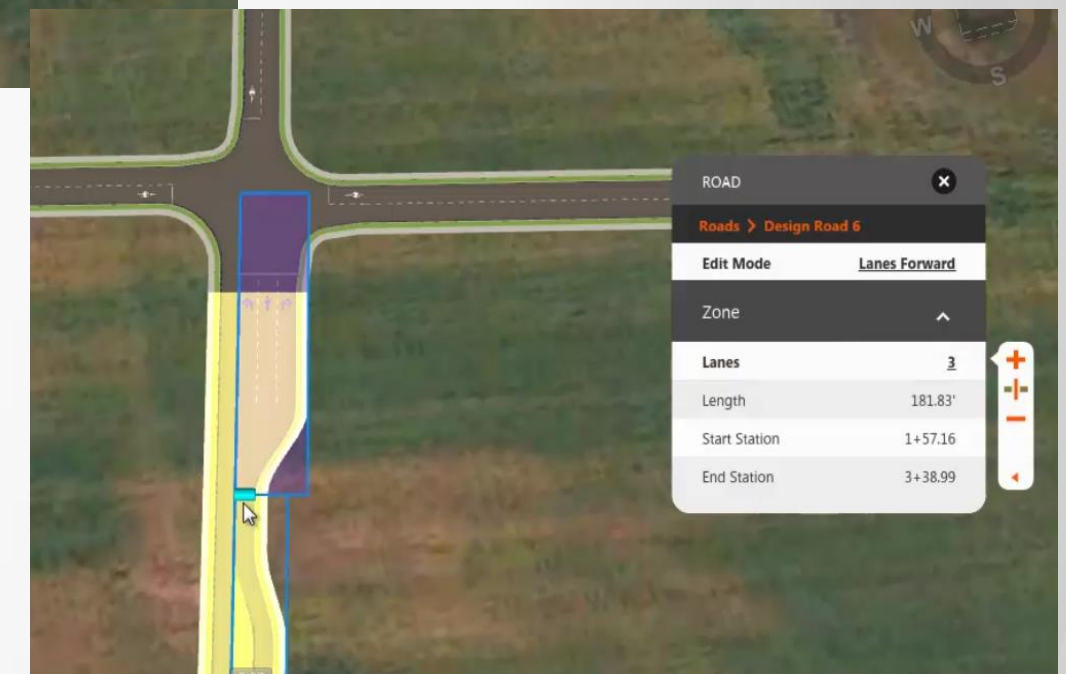 W
S
ROAD
Roads > Design Road 6
Edit Mode Lanes Forward
Zone
Lanes 3
Length 181.83'
Start Station 1+57.16
End Station 3+38.99